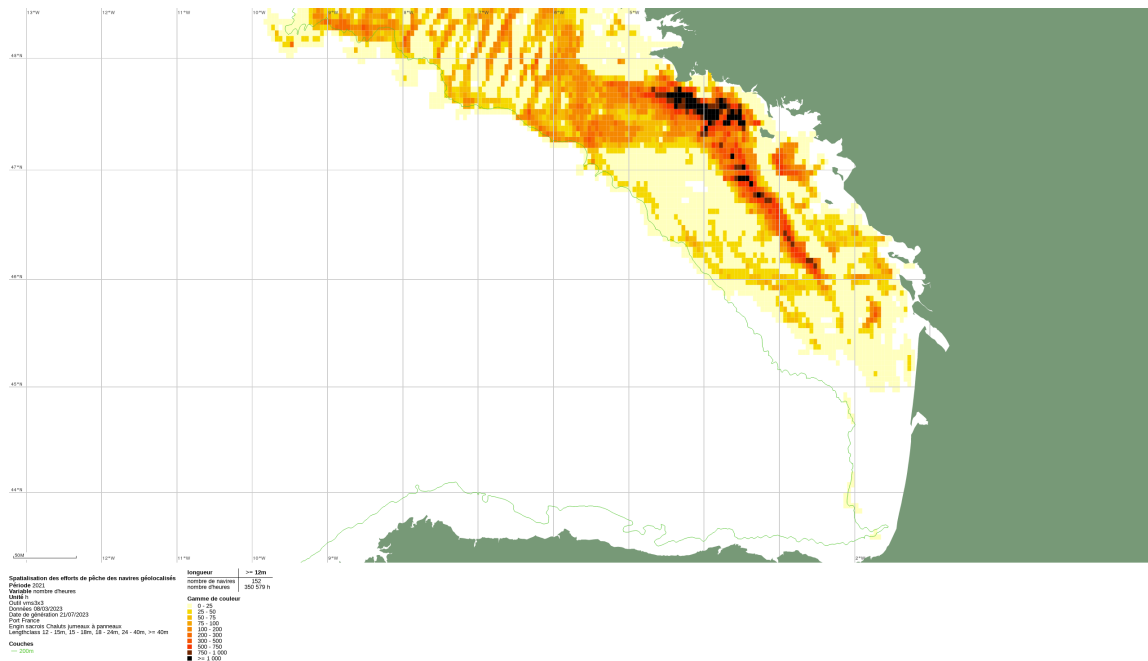 13°W 12°W 11°W 10°W 9°W 8°W 7°W 6°W 5°W
48°N
47°N
46°N
45°N
44°N
50M 12°W 11°W 10°W 9°W 2°W
Spatialisation des efforts de pêche des navires géolocalisés
Période 2021
Variable nombre d'heures
Unité h
Outil vms3x3
Données 08/03/2023
Date de génération 21/07/2023
Port France
Engin sacrois Chaluts jumeaux à panneaux
Lengthclass 12 - 15m, 15 - 18m, 18 - 24m, 24 - 40m, >= 40m
Couches
200m
longueur >= 12m
nombre de navires 152
nombre d'heures 350 579 h
Gamme de couleur
0 - 25
25 - 50
50 - 75
75 - 100
100 - 200
200 - 300
300 - 500
500 - 750
750 - 1 000
>= 1 000